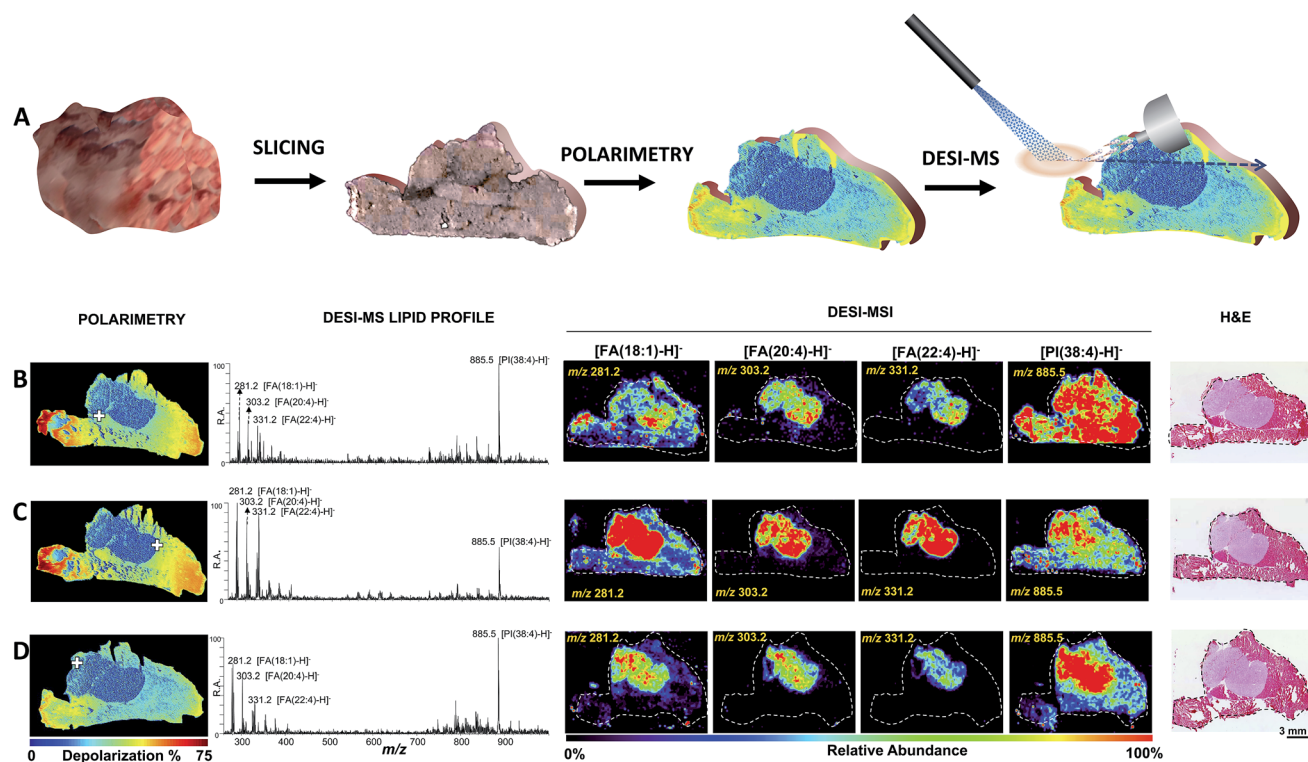 A
SLICING
POLARIMETRY
DESI-MS
POLARIMETRY
DESI-MS LIPID PROFILE
DESI-MSI
H&E
[FA(18:1)-H]-
[FA(20:4)-H]-
[FA(22:4)-H]-
[PI(38:4)-H]-
B
100
R.A.
0
885.5 [PI(38:4)-H]-
281.2 [FA(18:1)-H]-
303.2 [FA(20:4)-H]-
331.2 [FA(22:4)-H]-
m/z 281.2
m/z 303.2
m/z 331.2
m/z 885.5
C
100
R.A.
0
281.2 [FA(18:1)-H]-
303.2 [FA(20:4)-H]-
331.2 [FA(22:4)-H]-
885.5 [PI(38:4)-H]-
m/z 281.2
m/z 303.2
m/z 331.2
m/z 885.5
D
100
R.A.
0
885.5 [PI(38:4)-H]-
281.2 [FA(18:1)-H]-
303.2 [FA(20:4)-H]-
331.2 [FA(22:4)-H]-
m/z 281.2
m/z 303.2
m/z 331.2
m/z 885.5
300 400 500 600 700 800 900
m/z
0 Depolarization % 75
0% Relative Abundance 100%
3 mm